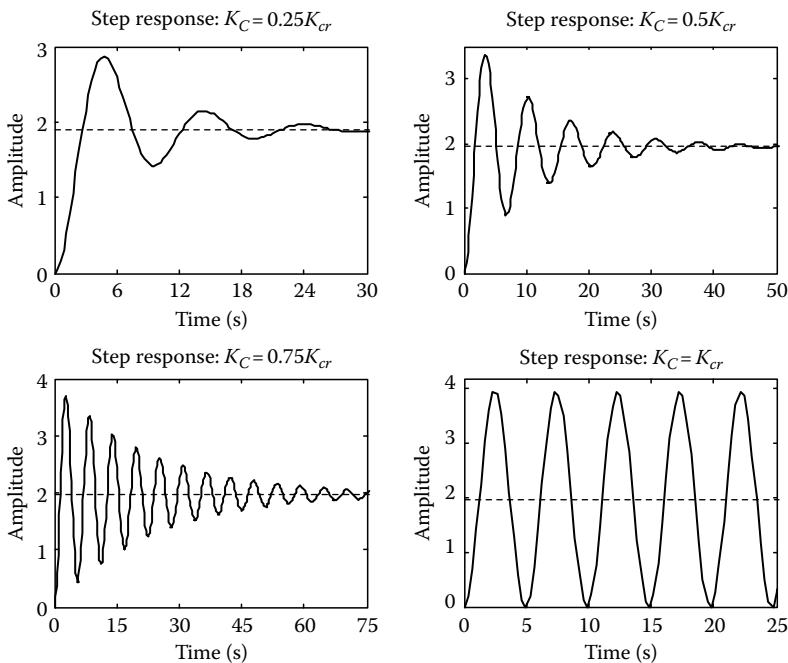 Step response: K_C = 0.25K_cr
3
2
1
0
Amplitude
0 6 12 18 24 30
Time (s)
Step response: K_C = 0.5K_cr
3
2
1
0
Amplitude
0 10 20 30 40 50
Time (s)
Step response: K_C = 0.75K_cr
4
3
2
1
0
Amplitude
0 15 30 45 60 75
Time (s)
Step response: K_C = K_cr
4
3
2
1
0
Amplitude
0 5 10 15 20 25
Time (s)